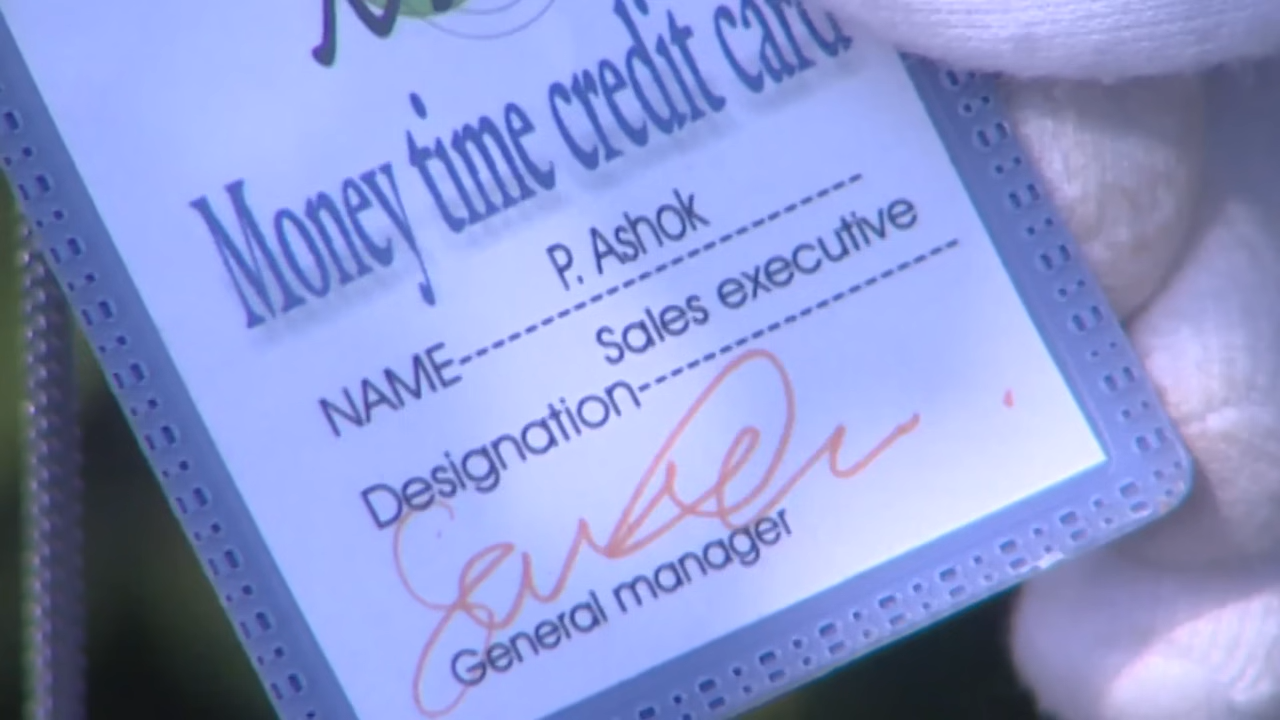 Money time credit card
P. Ashok
NAME--------------------
Sales executive
Designation----------------
General manager